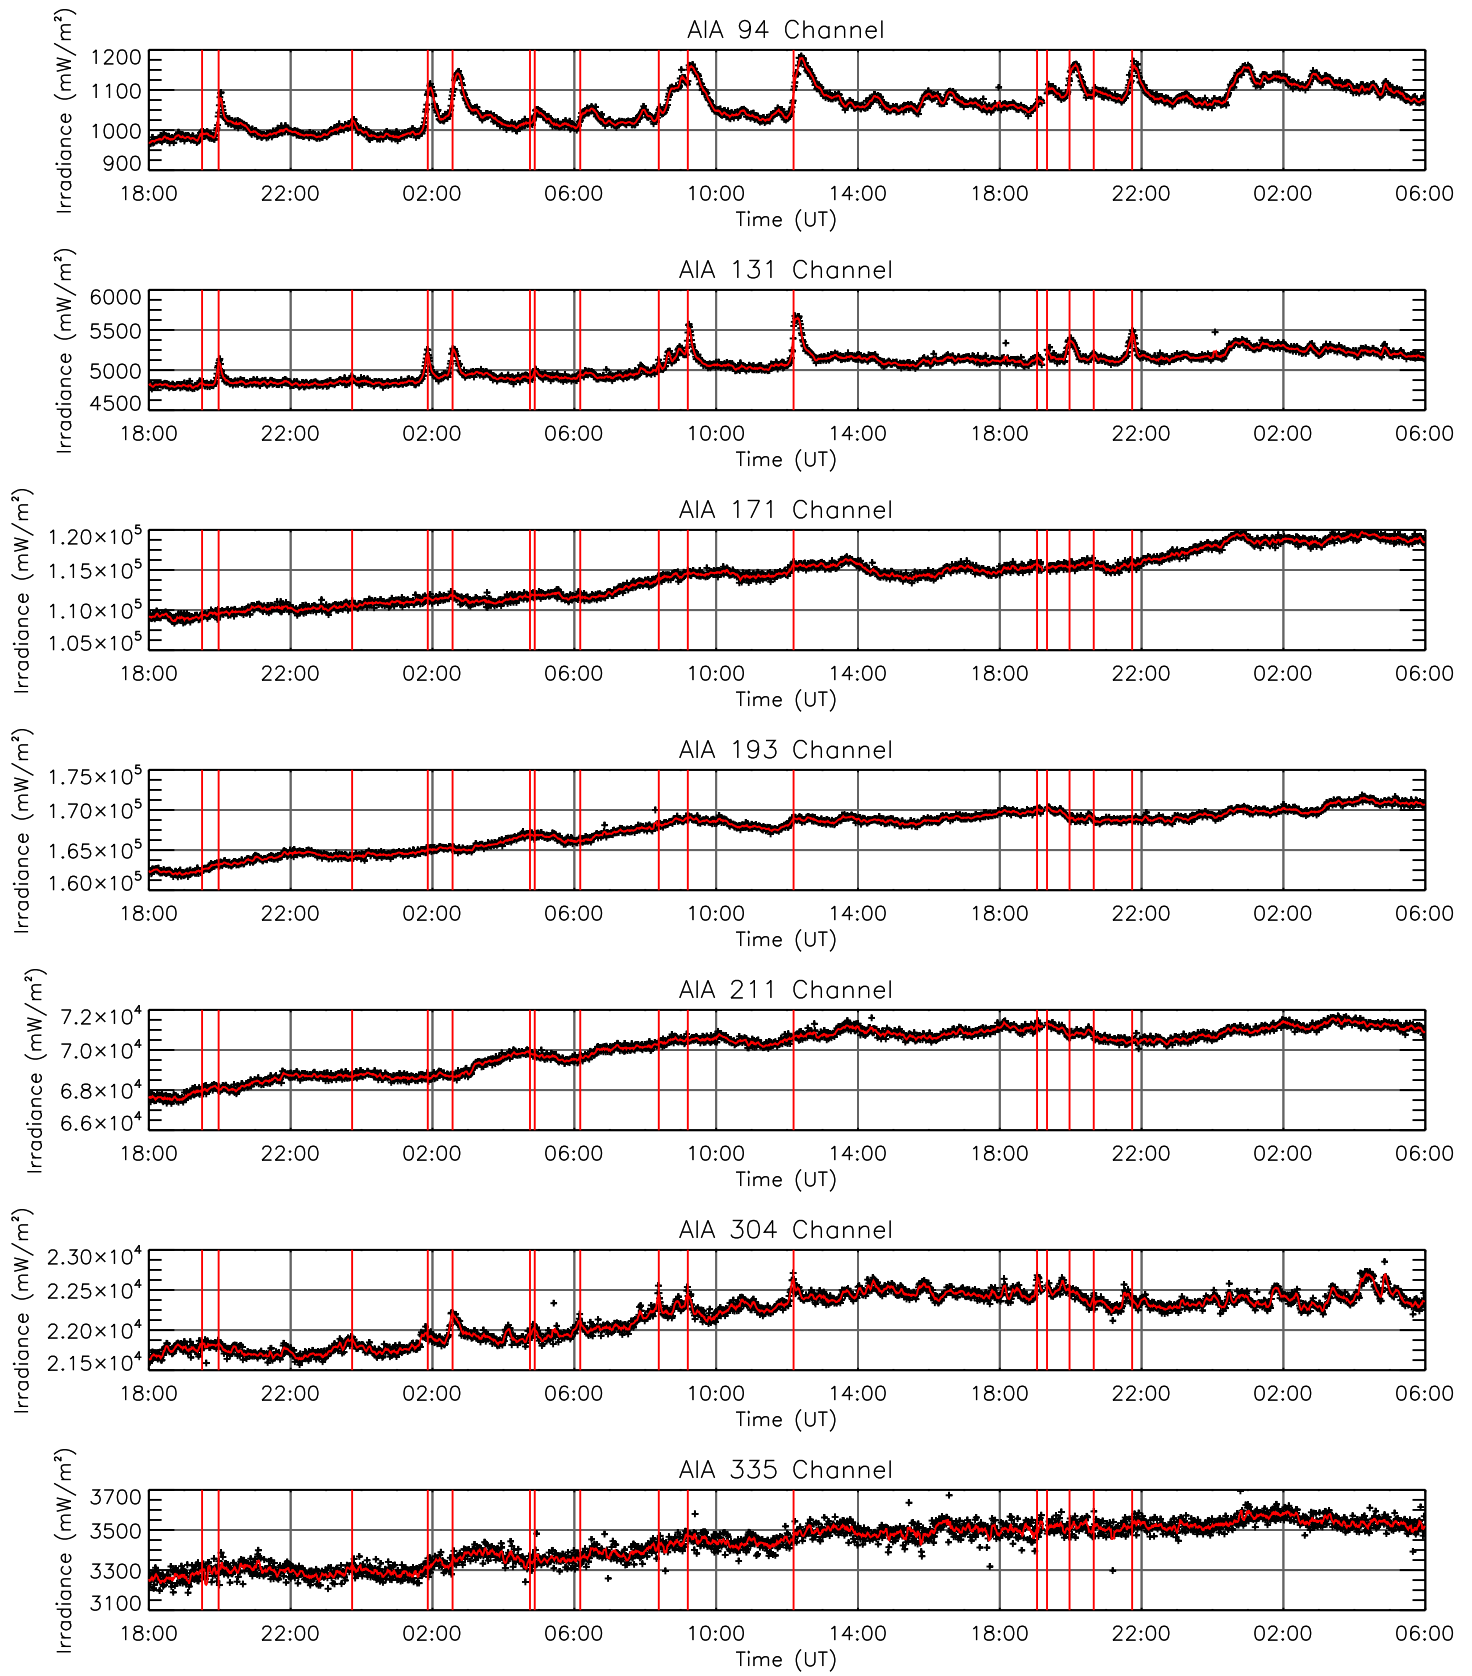 AIA 94 Channel
Irradiance (mW/m²)
1200
1100
1000
900
18:00 22:00 02:00 06:00 10:00 14:00 18:00 22:00 02:00 06:00
Time (UT)
AIA 131 Channel
Irradiance (mW/m²)
6000
5500
5000
4500
18:00 22:00 02:00 06:00 10:00 14:00 18:00 22:00 02:00 06:00
Time (UT)
AIA 171 Channel
Irradiance (mW/m²)
1.20×10⁵
1.15×10⁵
1.10×10⁵
1.05×10⁵
18:00 22:00 02:00 06:00 10:00 14:00 18:00 22:00 02:00 06:00
Time (UT)
AIA 193 Channel
Irradiance (mW/m²)
1.75×10⁵
1.70×10⁵
1.65×10⁵
1.60×10⁵
18:00 22:00 02:00 06:00 10:00 14:00 18:00 22:00 02:00 06:00
Time (UT)
AIA 211 Channel
Irradiance (mW/m²)
7.2×10⁴
7.0×10⁴
6.8×10⁴
6.6×10⁴
18:00 22:00 02:00 06:00 10:00 14:00 18:00 22:00 02:00 06:00
Time (UT)
AIA 304 Channel
Irradiance (mW/m²)
2.30×10⁴
2.25×10⁴
2.20×10⁴
2.15×10⁴
18:00 22:00 02:00 06:00 10:00 14:00 18:00 22:00 02:00 06:00
Time (UT)
AIA 335 Channel
Irradiance (mW/m²)
3700
3500
3300
3100
18:00 22:00 02:00 06:00 10:00 14:00 18:00 22:00 02:00 06:00
Time (UT)